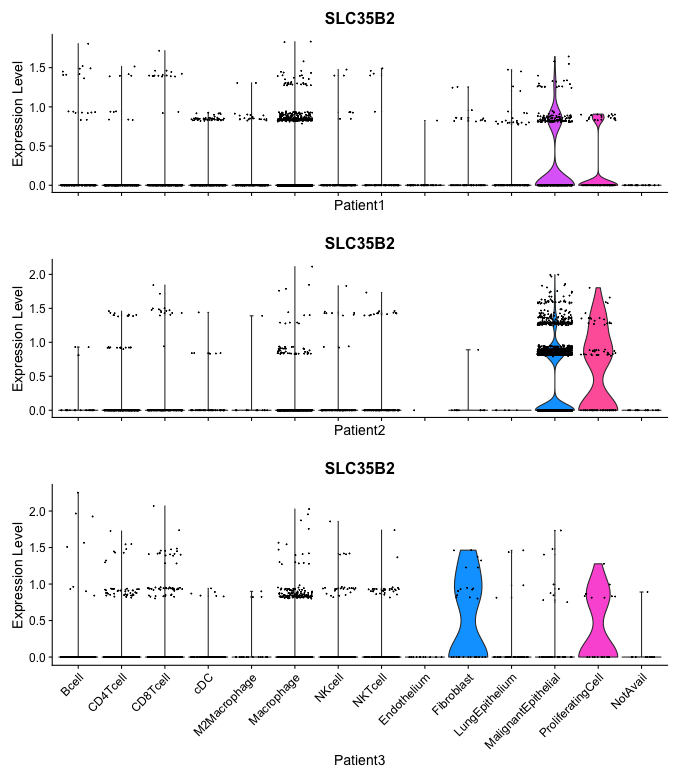 SLC35B2
Expression Level
1.5
1.0
0.5
0.0
Patient1
SLC35B2
Expression Level
2.0
1.5
1.0
0.5
0.0
Patient2
SLC35B2
Expression Level
2.0
1.5
1.0
0.5
0.0
Bcell
CD4Tcell
CD8Tcell
cDC
M2Macrophage
Macrophage
NKcell
NKTcell
Endothelium
Fibroblast
LungEpithelium
MalignantEpithelial
ProliferatingCell
NotAvail
Patient3